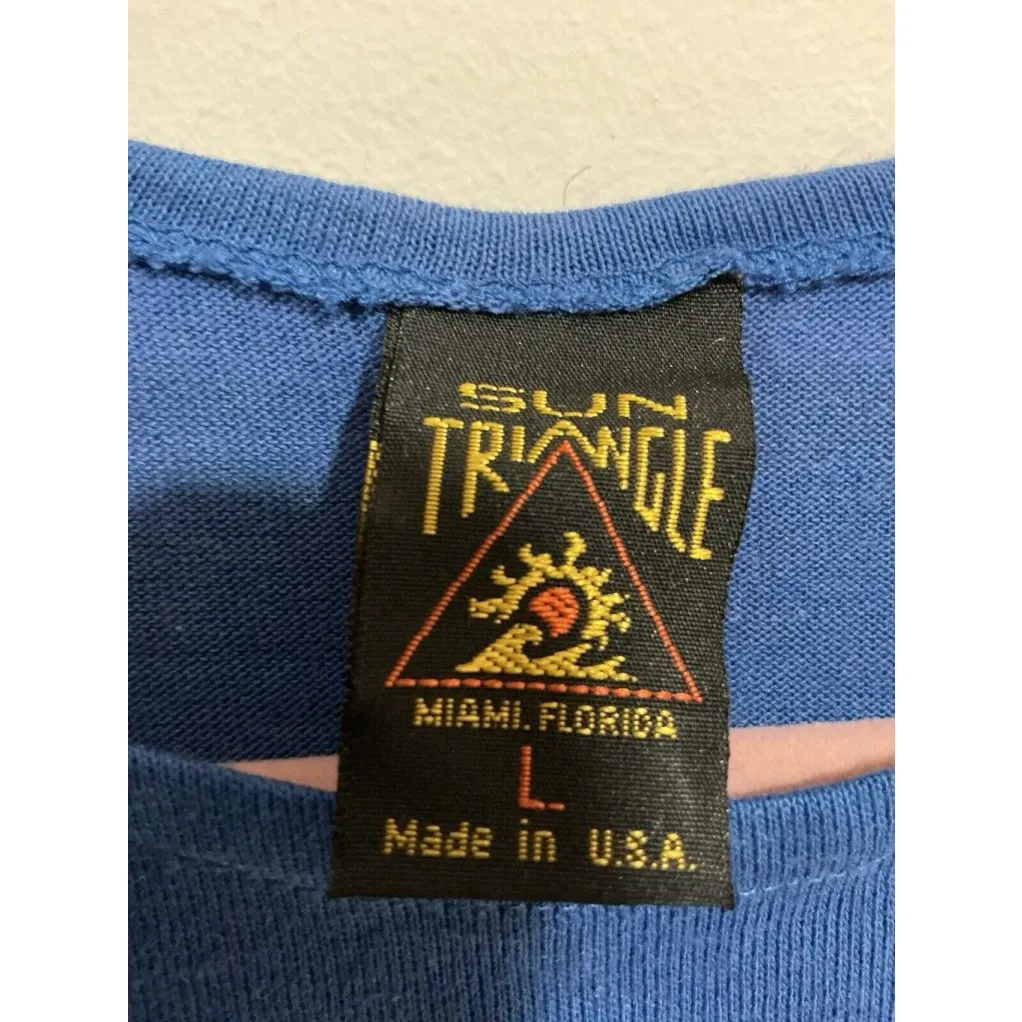 SUN
TRIANGLE
MIAMI. FLORIDA
L
Made in U.S.A.